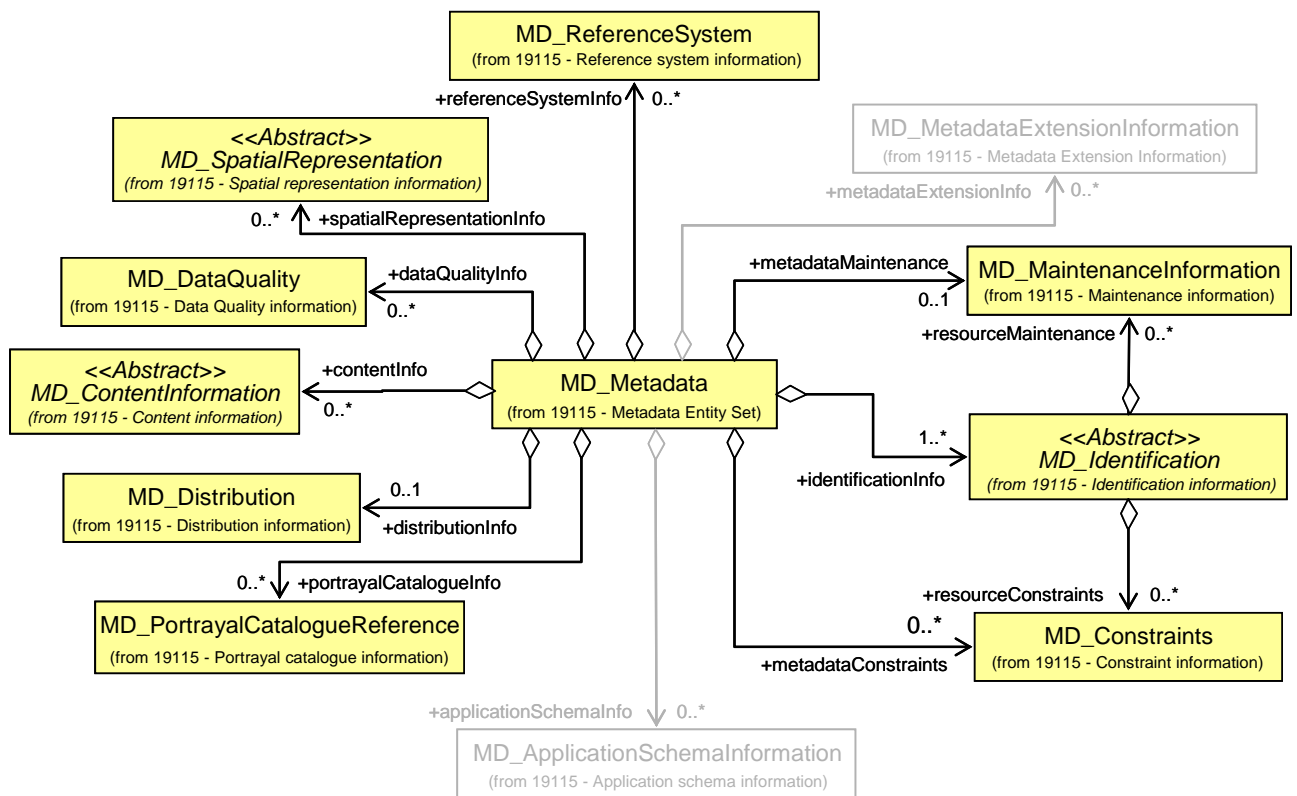 MD_ReferenceSystem
(from 19115 - Reference system information)
+referenceSystemInfo
0..*
MD_MetadataExtensionInformation
(from 19115 - Metadata Extension Information)
+metadataExtensionInfo
0..*
<<Abstract>>
MD_SpatialRepresentation
(from 19115 - Spatial representation information)
0..*
+spatialRepresentationInfo
MD_DataQuality
(from 19115 - Data Quality information)
+dataQualityInfo
0..*
+metadataMaintenance
0..1
MD_MaintenanceInformation
(from 19115 - Maintenance information)
+resourceMaintenance
0..*
<<Abstract>>
MD_ContentInformation
(from 19115 - Content information)
+contentInfo
0..*
MD_Metadata
(from 19115 - Metadata Entity Set)
1..*
+identificationInfo
<<Abstract>>
MD_Identification
(from 19115 - Identification information)
MD_Distribution
(from 19115 - Distribution information)
0..1
+distributionInfo
0..*
+portrayalCatalogueInfo
MD_PortrayalCatalogueReference
(from 19115 - Portrayal catalogue information)
+resourceConstraints
0..*
0..*
+metadataConstraints
MD_Constraints
(from 19115 - Constraint information)
+applicationSchemaInfo
0..*
MD_ApplicationSchemaInformation
(from 19115 - Application schema information)